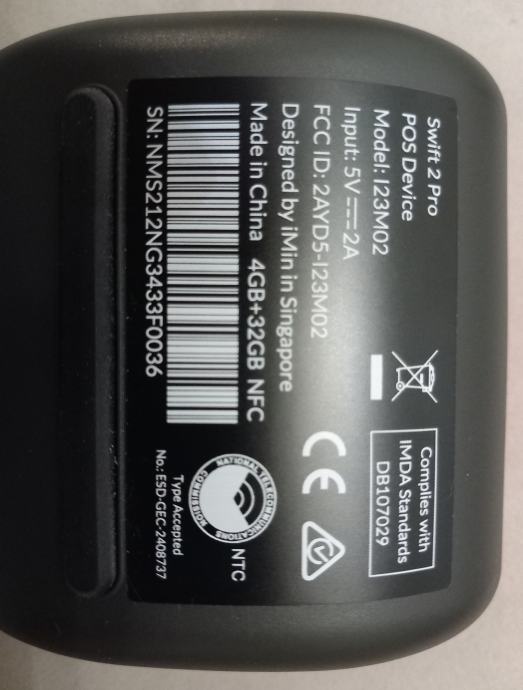 Swift 2 Pro
POS Device
Model: I23M02
Input: 5V⎓2A
FCC ID: 2AYD5-I23M02
Designed by iMin in Singapore
Made in China 4GB+32GB NFC
SN: NMS212NG3433F0036
Complies with
IMDA Standards
DB107029
CE
NATIONAL TELECOMMUNICATIONS
COMMISSION
NTC
Type Accepted
No.: ESD-GEC-2408737